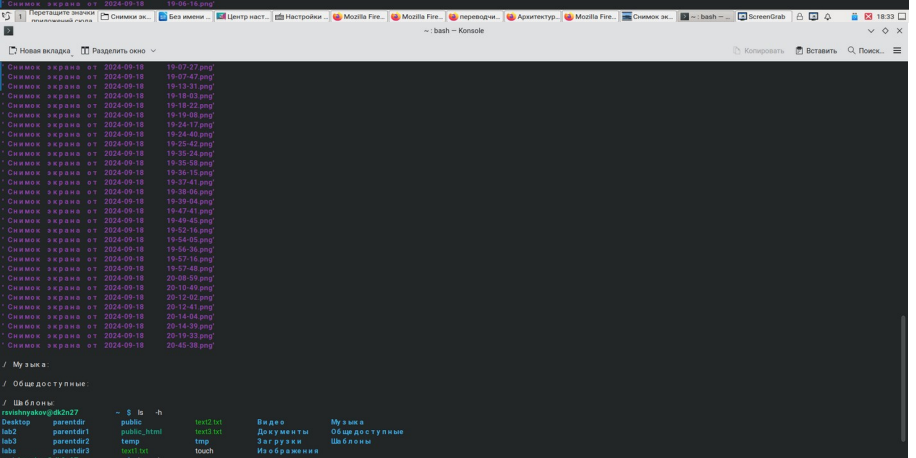 'Снимок экрана от 2024-09-18 19-06-16.png'
1 Перетащите значки приложений сюда Снимки эк... Без имени ... Центр наст... Настройки ... Mozilla Fire... Mozilla Fire... переводчи... Архитектур... Mozilla Fire... Снимок эк... ~ : bash — ... ScreenGrab 18:33
~ : bash — Konsole
Новая вкладка Разделить окно Копировать Вставить Поиск...
'Снимок экрана от 2024-09-18 19-07-27.png'
'Снимок экрана от 2024-09-18 19-07-47.png'
'Снимок экрана от 2024-09-18 19-13-31.png'
'Снимок экрана от 2024-09-18 19-18-03.png'
'Снимок экрана от 2024-09-18 19-18-22.png'
'Снимок экрана от 2024-09-18 19-19-08.png'
'Снимок экрана от 2024-09-18 19-24-17.png'
'Снимок экрана от 2024-09-18 19-24-40.png'
'Снимок экрана от 2024-09-18 19-25-42.png'
'Снимок экрана от 2024-09-18 19-35-24.png'
'Снимок экрана от 2024-09-18 19-35-58.png'
'Снимок экрана от 2024-09-18 19-36-15.png'
'Снимок экрана от 2024-09-18 19-37-41.png'
'Снимок экрана от 2024-09-18 19-38-06.png'
'Снимок экрана от 2024-09-18 19-39-04.png'
'Снимок экрана от 2024-09-18 19-47-41.png'
'Снимок экрана от 2024-09-18 19-49-45.png'
'Снимок экрана от 2024-09-18 19-52-16.png'
'Снимок экрана от 2024-09-18 19-54-05.png'
'Снимок экрана от 2024-09-18 19-56-36.png'
'Снимок экрана от 2024-09-18 19-57-16.png'
'Снимок экрана от 2024-09-18 19-57-48.png'
'Снимок экрана от 2024-09-18 20-08-59.png'
'Снимок экрана от 2024-09-18 20-10-49.png'
'Снимок экрана от 2024-09-18 20-12-02.png'
'Снимок экрана от 2024-09-18 20-12-41.png'
'Снимок экрана от 2024-09-18 20-14-04.png'
'Снимок экрана от 2024-09-18 20-14-39.png'
'Снимок экрана от 2024-09-18 20-19-33.png'
'Снимок экрана от 2024-09-18 20-45-38.png'
/ Музыка:
/ Общедоступные:
/ Шаблоны:
rsvishnyakov@dk2n27 ~ $ ls -h
Desktop parentdir public text2.txt Видео Музыка
lab2 parentdir1 public_html text3.txt Документы Общедоступные
lab3 parentdir2 temp tmp Загрузки Шаблоны
labs parentdir3 text1.txt touch Изображения